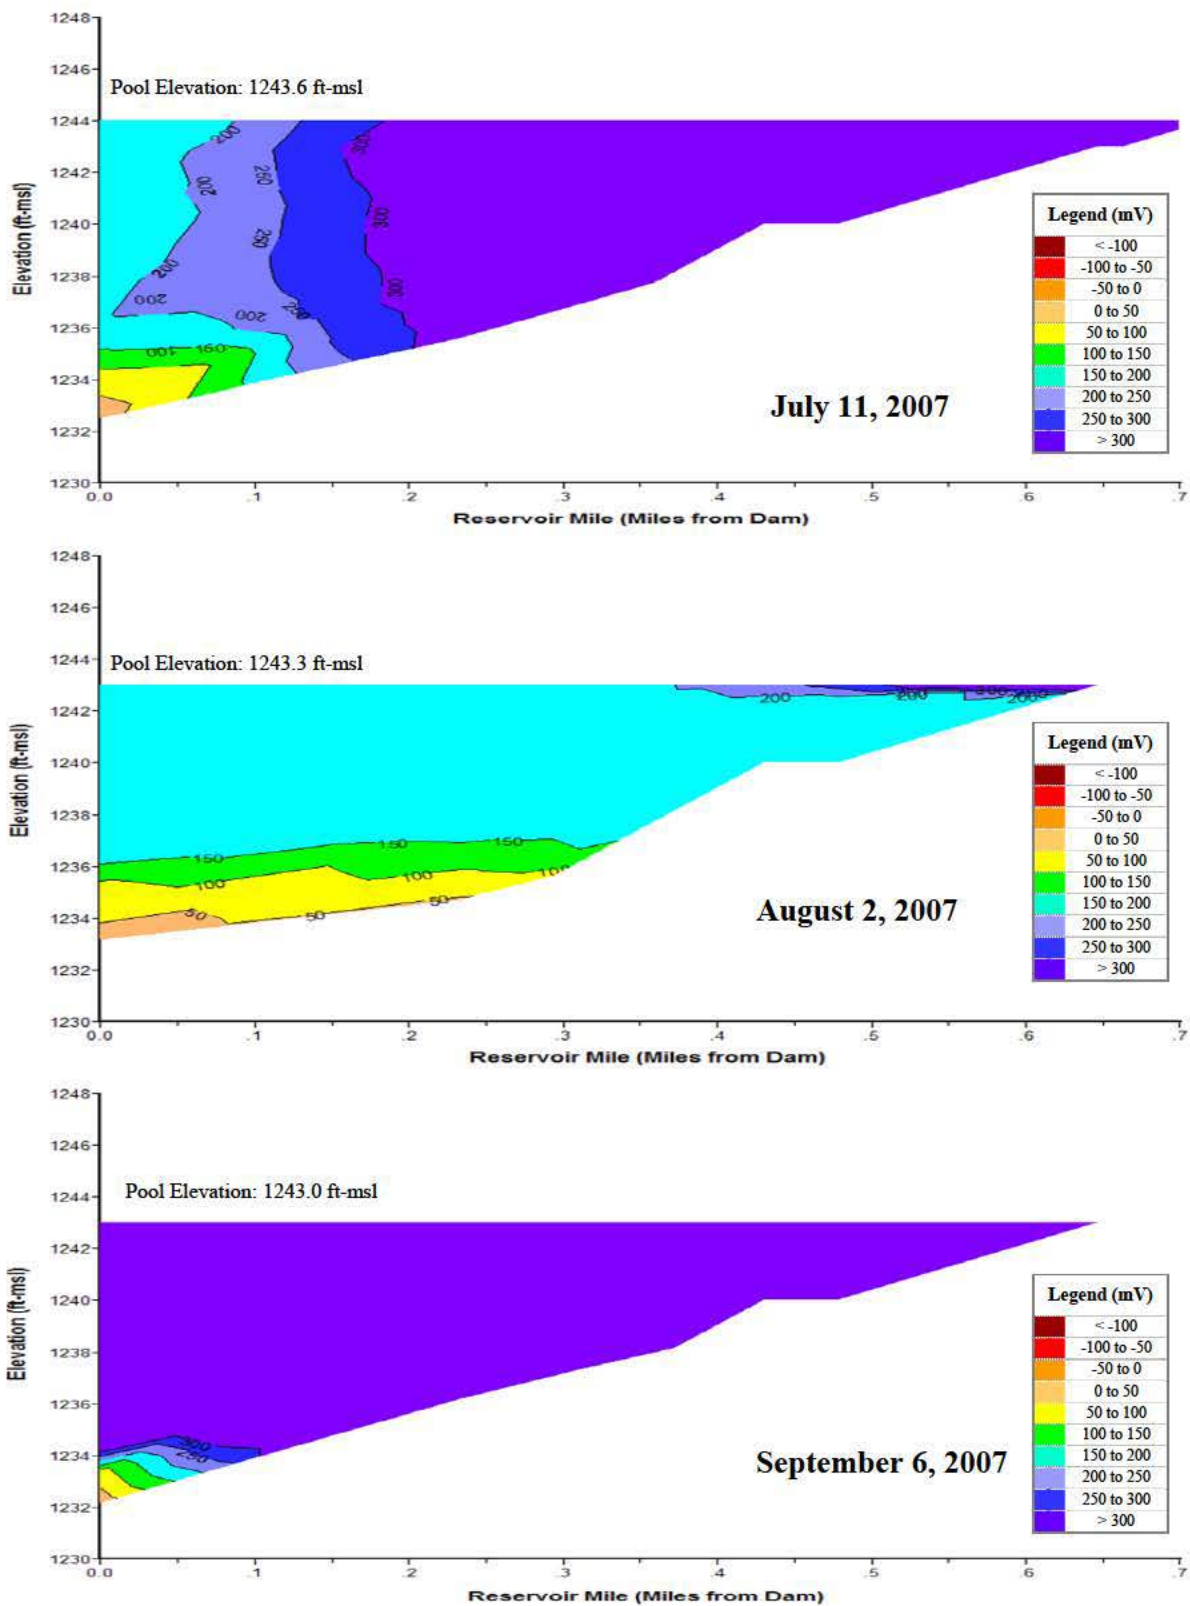 1248
1246
Pool Elevation: 1243.6 ft-msl
1244
200
300
1242
250
200
1240
300
250
Elevation (ft-msl)
200
1238
300
200
250
200
1236
150
100
1234
1232
1230
Legend (mV)
< -100
-100 to -50
-50 to 0
0 to 50
50 to 100
100 to 150
150 to 200
200 to 250
250 to 300
> 300
July 11, 2007
0.0 .1 .2 .3 .4 .5 .6 .7
Reservoir Mile (Miles from Dam)
1248
1246
1244
Pool Elevation: 1243.3 ft-msl
200 200 300 200
1242
1240
Elevation (ft-msl)
1238
150 150 150
1236
100 100 100
1234
50 50 50
1232
1230
Legend (mV)
< -100
-100 to -50
-50 to 0
0 to 50
50 to 100
100 to 150
150 to 200
200 to 250
250 to 300
> 300
August 2, 2007
0.0 .1 .2 .3 .4 .5 .6 .7
Reservoir Mile (Miles from Dam)
1248
1246
Pool Elevation: 1243.0 ft-msl
1244
1242
1240
Elevation (ft-msl)
1238
1236
300
250
1234
1232
1230
Legend (mV)
< -100
-100 to -50
-50 to 0
0 to 50
50 to 100
100 to 150
150 to 200
200 to 250
250 to 300
> 300
September 6, 2007
0.0 .1 .2 .3 .4 .5 .6 .7
Reservoir Mile (Miles from Dam)